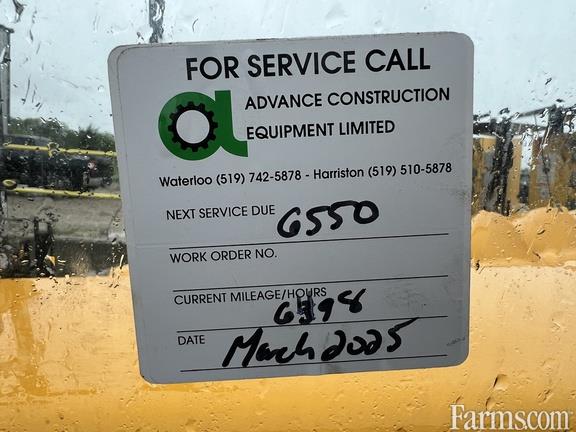 FOR SERVICE CALL
ADVANCE CONSTRUCTION
EQUIPMENT LIMITED
Waterloo (519) 742-5878 - Harriston (519) 510-5878
NEXT SERVICE DUE 6550
WORK ORDER NO.
CURRENT MILEAGE/HOURS
DATE March 2025
Farms.com